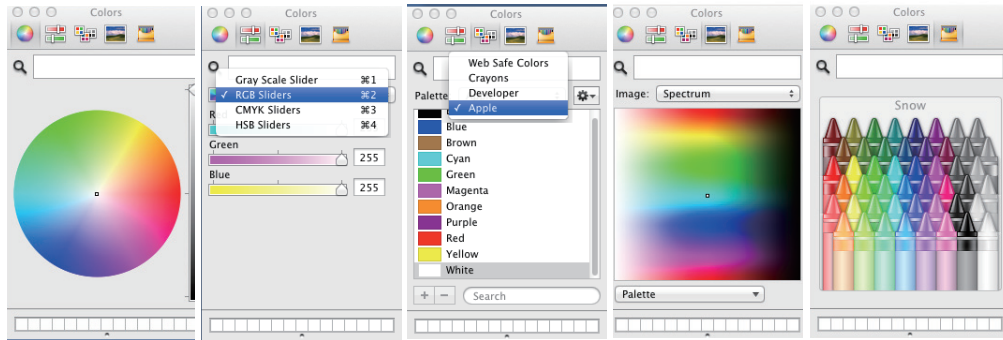 Colors
Colors
Gray Scale Slider ⌘1
✓ RGB Sliders ⌘2
CMYK Sliders ⌘3
HSB Sliders ⌘4
Green
255
Blue
255
Colors
Web Safe Colors
Crayons
Developer
✓ Apple
Palette
Blue
Brown
Cyan
Green
Magenta
Orange
Purple
Red
Yellow
White
+ − Search
Colors
Image: Spectrum
Palette
Colors
Snow